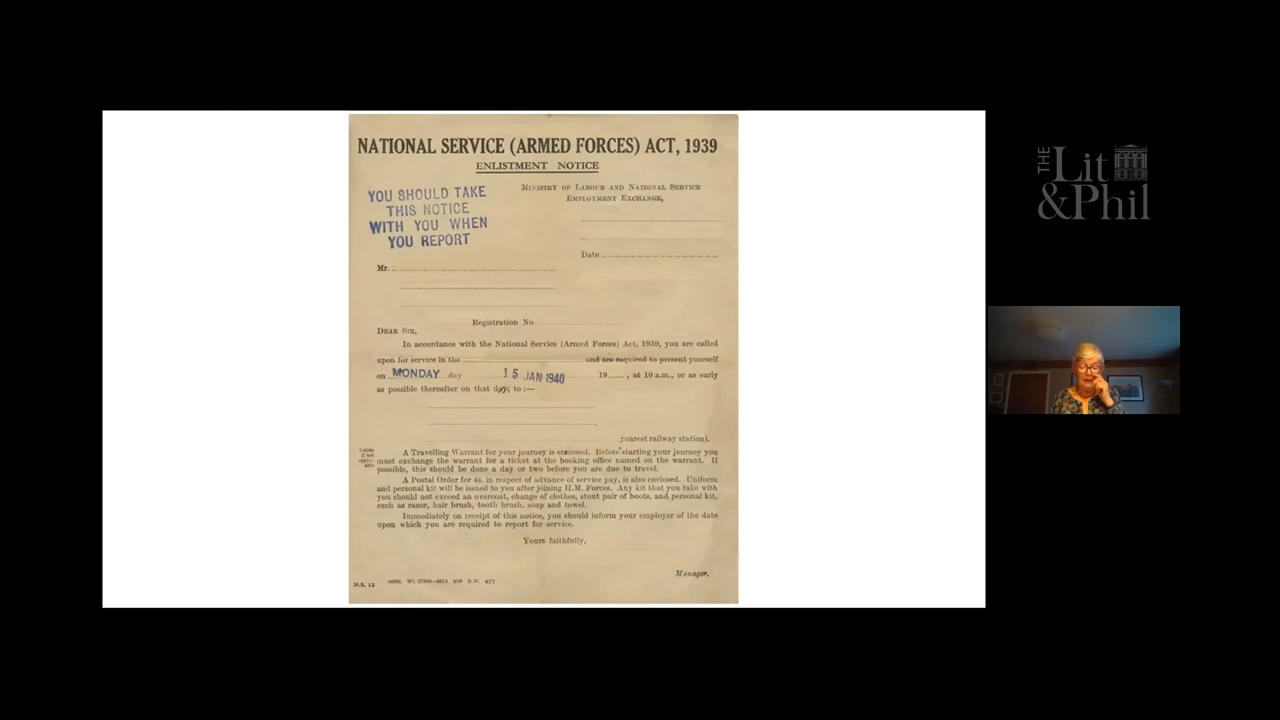 NATIONAL SERVICE (ARMED FORCES) ACT, 1939
ENLISTMENT NOTICE
MINISTRY OF LABOUR AND NATIONAL SERVICE
EMPLOYMENT EXCHANGE,
YOU SHOULD TAKE
THIS NOTICE
WITH YOU WHEN
YOU REPORT
Date
Mr.
Registration No
DEAR SIR,
In accordance with the National Service (Armed Forces) Act, 1939, you are called
upon for service in the and are required to present yourself
on MONDAY day 15 JAN 1940 19 , at 10 a.m., or as early
as possible thereafter on that day, to :—
nearest railway station).
A Travelling Warrant for your journey is enclosed. Before starting your journey you
must exchange the warrant for a ticket at the booking office named on the warrant. If
possible, this should be done a day or two before you are due to travel.
A Postal Order for 4s. in respect of advance of service pay, is also enclosed. Uniform
and personal kit will be issued to you after joining H.M. Forces. Any kit that you take with
you should not exceed an overcoat, change of clothes, stout pair of boots, and personal kit,
such as razor, hair brush, tooth brush, soap and towel.
Immediately on receipt of this notice, you should inform your employer of the date
upon which you are required to report for service.
Yours faithfully,
Manager.
N.S. 12
THE
Lit
&Phil